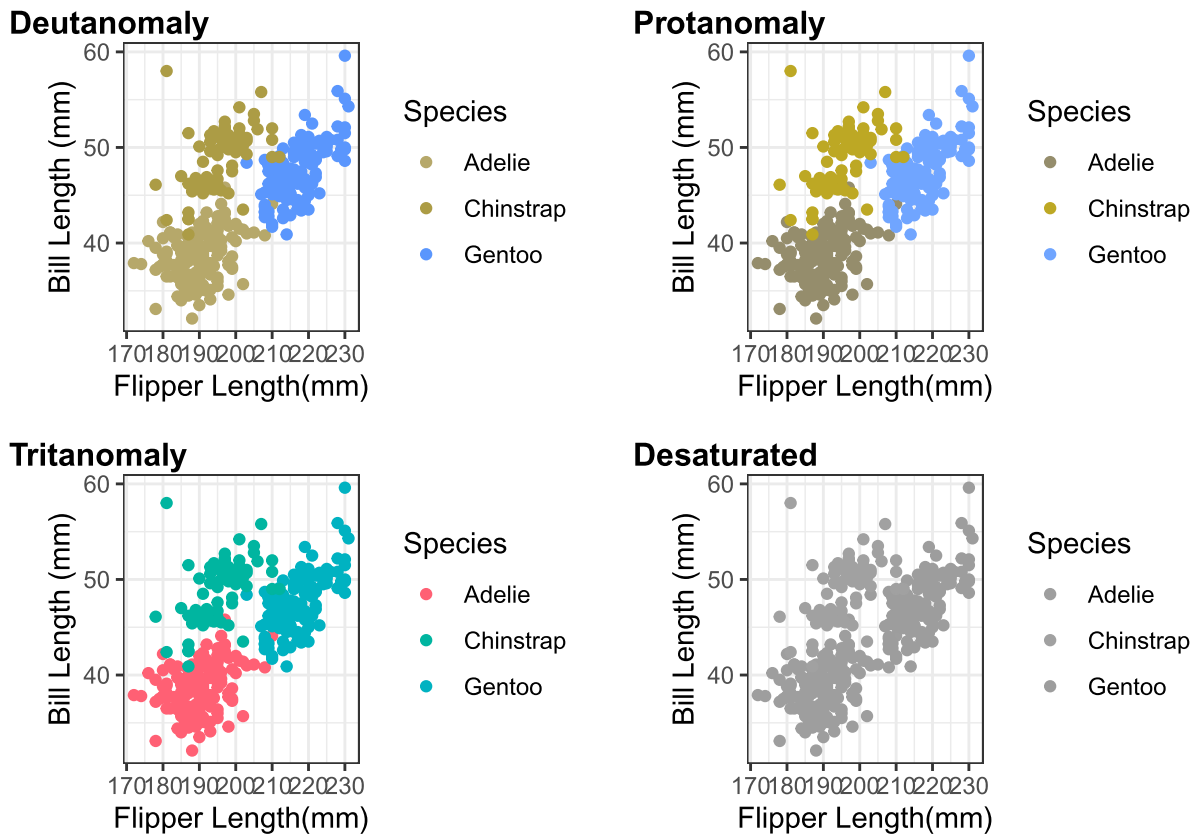 Deutanomaly
60
50
40
Bill Length (mm)
170 180 190 200 210 220 230
Flipper Length(mm)
Species
Adelie
Chinstrap
Gentoo
Protanomaly
60
50
40
Bill Length (mm)
170 180 190 200 210 220 230
Flipper Length(mm)
Species
Adelie
Chinstrap
Gentoo
Tritanomaly
60
50
40
Bill Length (mm)
170 180 190 200 210 220 230
Flipper Length(mm)
Species
Adelie
Chinstrap
Gentoo
Desaturated
60
50
40
Bill Length (mm)
170 180 190 200 210 220 230
Flipper Length(mm)
Species
Adelie
Chinstrap
Gentoo